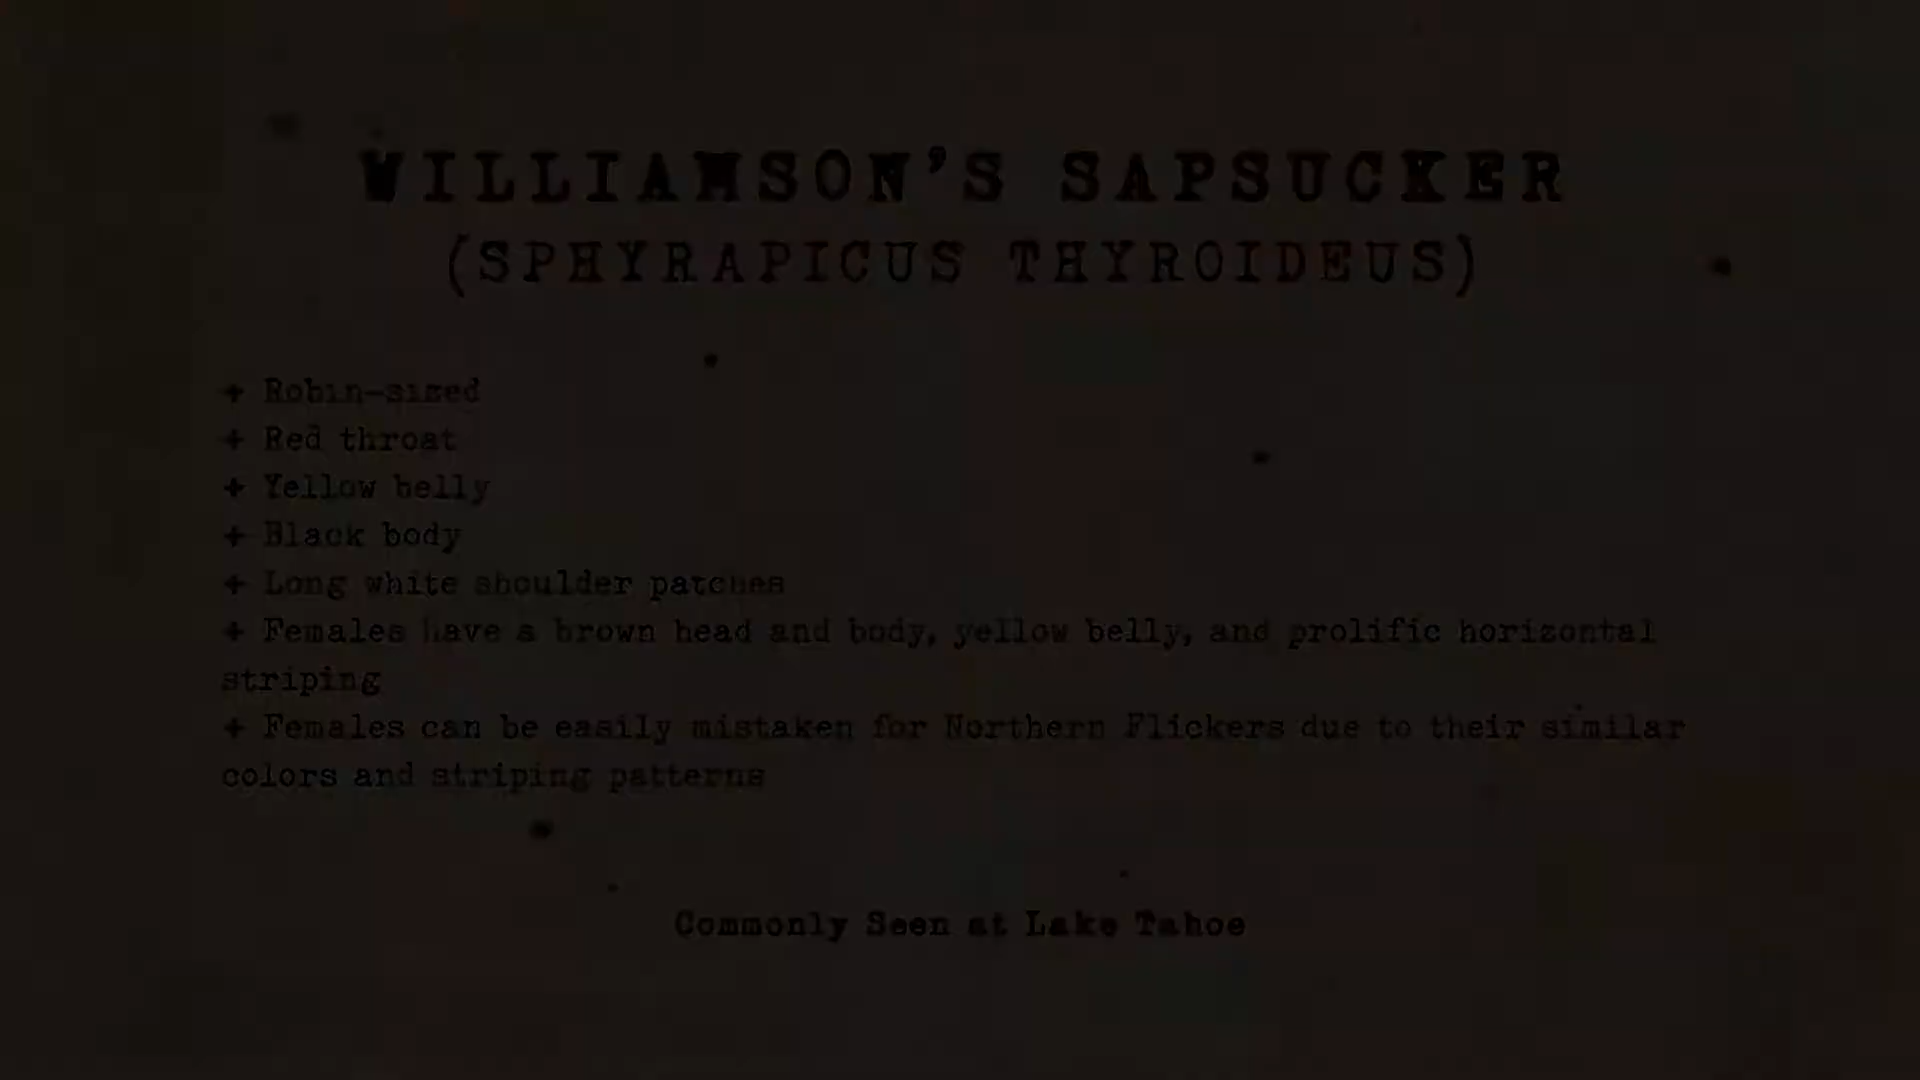 WILLIAMSON'S SAPSUCKER
(SPHYRAPICUS THYROIDEUS)
+ Robin-sized
+ Red throat
+ Yellow belly
+ Black body
+ Long white shoulder patches
+ Females have a brown head and body, yellow belly, and prolific horizontal
striping
+ Females can be easily mistaken for Northern Flickers due to their similar
colors and striping patterns
Commonly Seen at Lake Tahoe